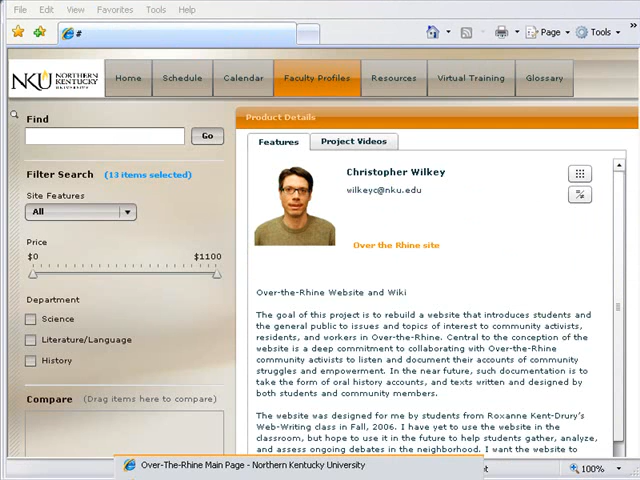 File Edit View Favorites Tools Help
#
Page Tools
NKU NORTHERN KENTUCKY UNIVERSITY
Home Schedule Calendar Faculty Profiles Resources Virtual Training Glossary
Find
Go
Filter Search (13 items selected)
Site Features
All
Price
$0 $1100
Department
Science
Literature/Language
History
Compare (Drag items here to compare)
Product Details
Features Project Videos
Christopher Wilkey
wilkeyc@nku.edu
Over the Rhine site
Over-the-Rhine Website and Wiki
The goal of this project is to rebuild a website that introduces students and
the general public to issues and topics of interest to community activists,
residents, and workers in Over-the-Rhine. Central to the conception of the
website is a deep commitment to collaborating with Over-the-Rhine
community activists to listen and document their accounts of community
struggles and empowerment. In the near future, such documentation is to
take the form of oral history accounts, and texts written and designed by
both students and community members.
The website was designed for me by students from Roxanne Kent-Drury's
Web-Writing class in Fall, 2006. I have yet to use the website in the
classroom, but hope to use it in the future to help students gather, analyze,
and assess ongoing debates in the neighborhood. I want the website to
Over-The-Rhine Main Page - Northern Kentucky University
100%